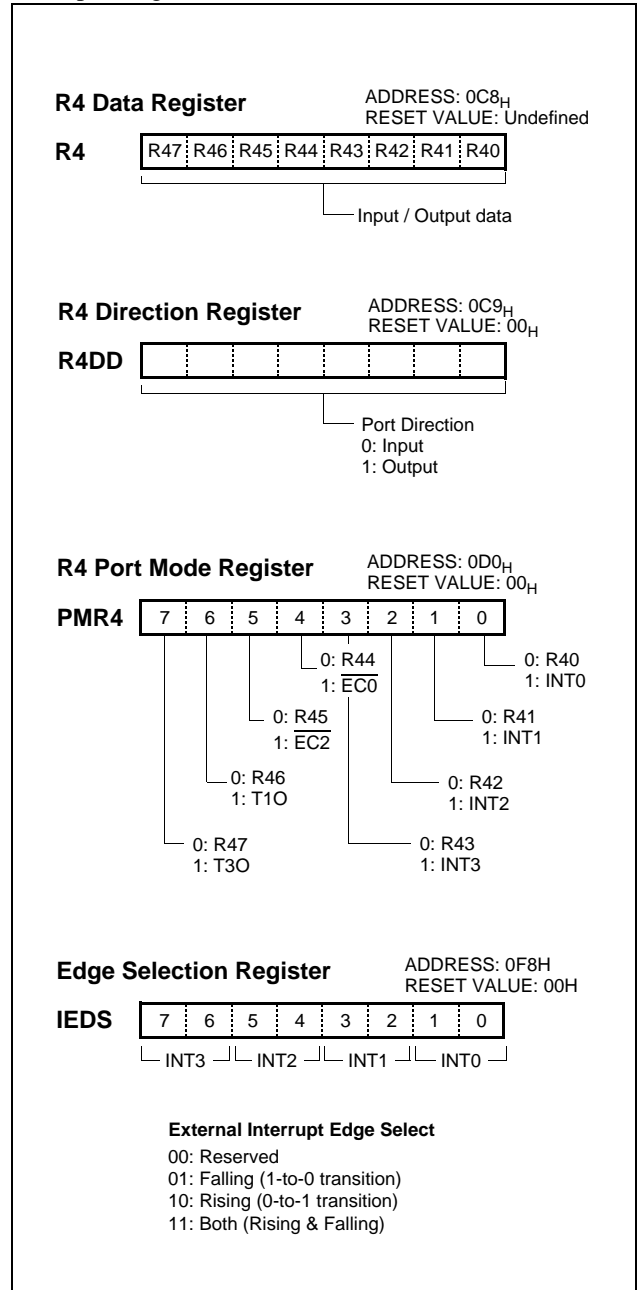 R4 Data Register
ADDRESS: 0C8H
RESET VALUE: Undefined
R4
R47 R46 R45 R44 R43 R42 R41 R40
Input / Output data
R4 Direction Register
ADDRESS: 0C9H
RESET VALUE: 00H
R4DD
Port Direction
0: Input
1: Output
R4 Port Mode Register
ADDRESS: 0D0H
RESET VALUE: 00H
PMR4
7 6 5 4 3 2 1 0
0: R44
1: EC0
0: R40
1: INT0
0: R45
1: EC2
0: R41
1: INT1
0: R46
1: T1O
0: R42
1: INT2
0: R47
1: T3O
0: R43
1: INT3
Edge Selection Register
ADDRESS: 0F8H
RESET VALUE: 00H
IEDS
7 6 5 4 3 2 1 0
INT3 INT2 INT1 INT0
External Interrupt Edge Select
00: Reserved
01: Falling (1-to-0 transition)
10: Rising (0-to-1 transition)
11: Both (Rising & Falling)